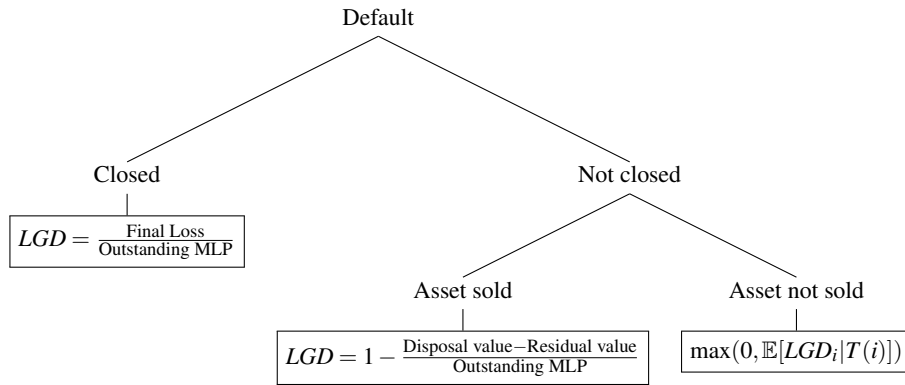 Default
Closed Not closed
LGD = Final Loss / Outstanding MLP
Asset sold Asset not sold
LGD = 1 − Disposal value−Residual value / Outstanding MLP max(0, 𝔼[LGD_i|T(i)])